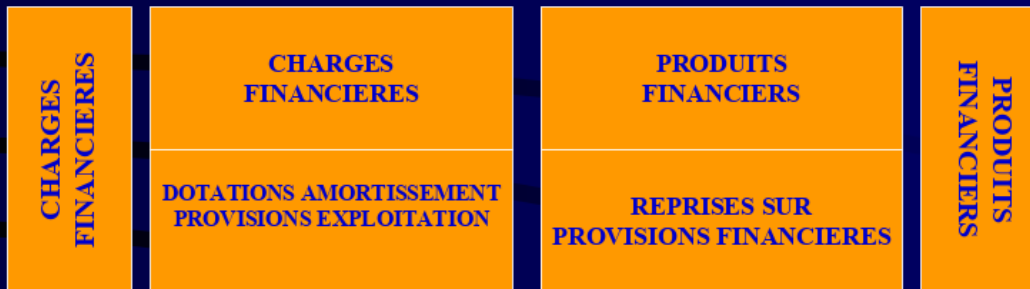 CHARGES
FINANCIERES
CHARGES
FINANCIERES
DOTATIONS AMORTISSEMENT
PROVISIONS EXPLOITATION
PRODUITS
FINANCIERS
REPRISES SUR
PROVISIONS FINANCIERES
PRODUITS
FINANCIERS